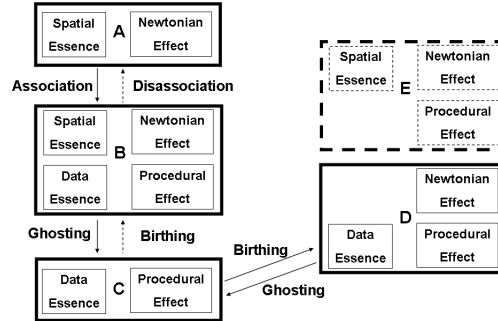 Spatial
Essence
A
Newtonian
Effect
Association
Disassociation
Spatial
Essence
Newtonian
Effect
B
Data
Essence
Procedural
Effect
Ghosting
Birthing
Data
Essence
C
Procedural
Effect
Birthing
Ghosting
Spatial
Essence
Newtonian
Effect
E
Procedural
Effect
Newtonian
Effect
D
Data
Essence
Procedural
Effect